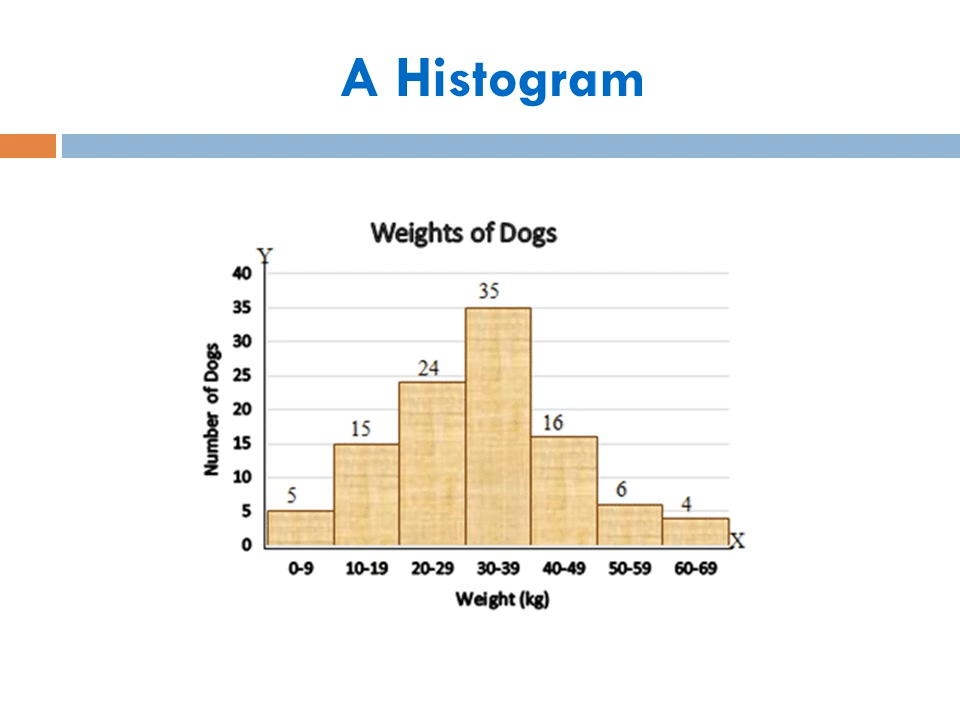 A Histogram
Weights of Dogs
Y
40
35
30
25
20
15
10
5
0
Number of Dogs
5
15
24
35
16
6
4
X
0-9 10-19 20-29 30-39 40-49 50-59 60-69
Weight (kg)